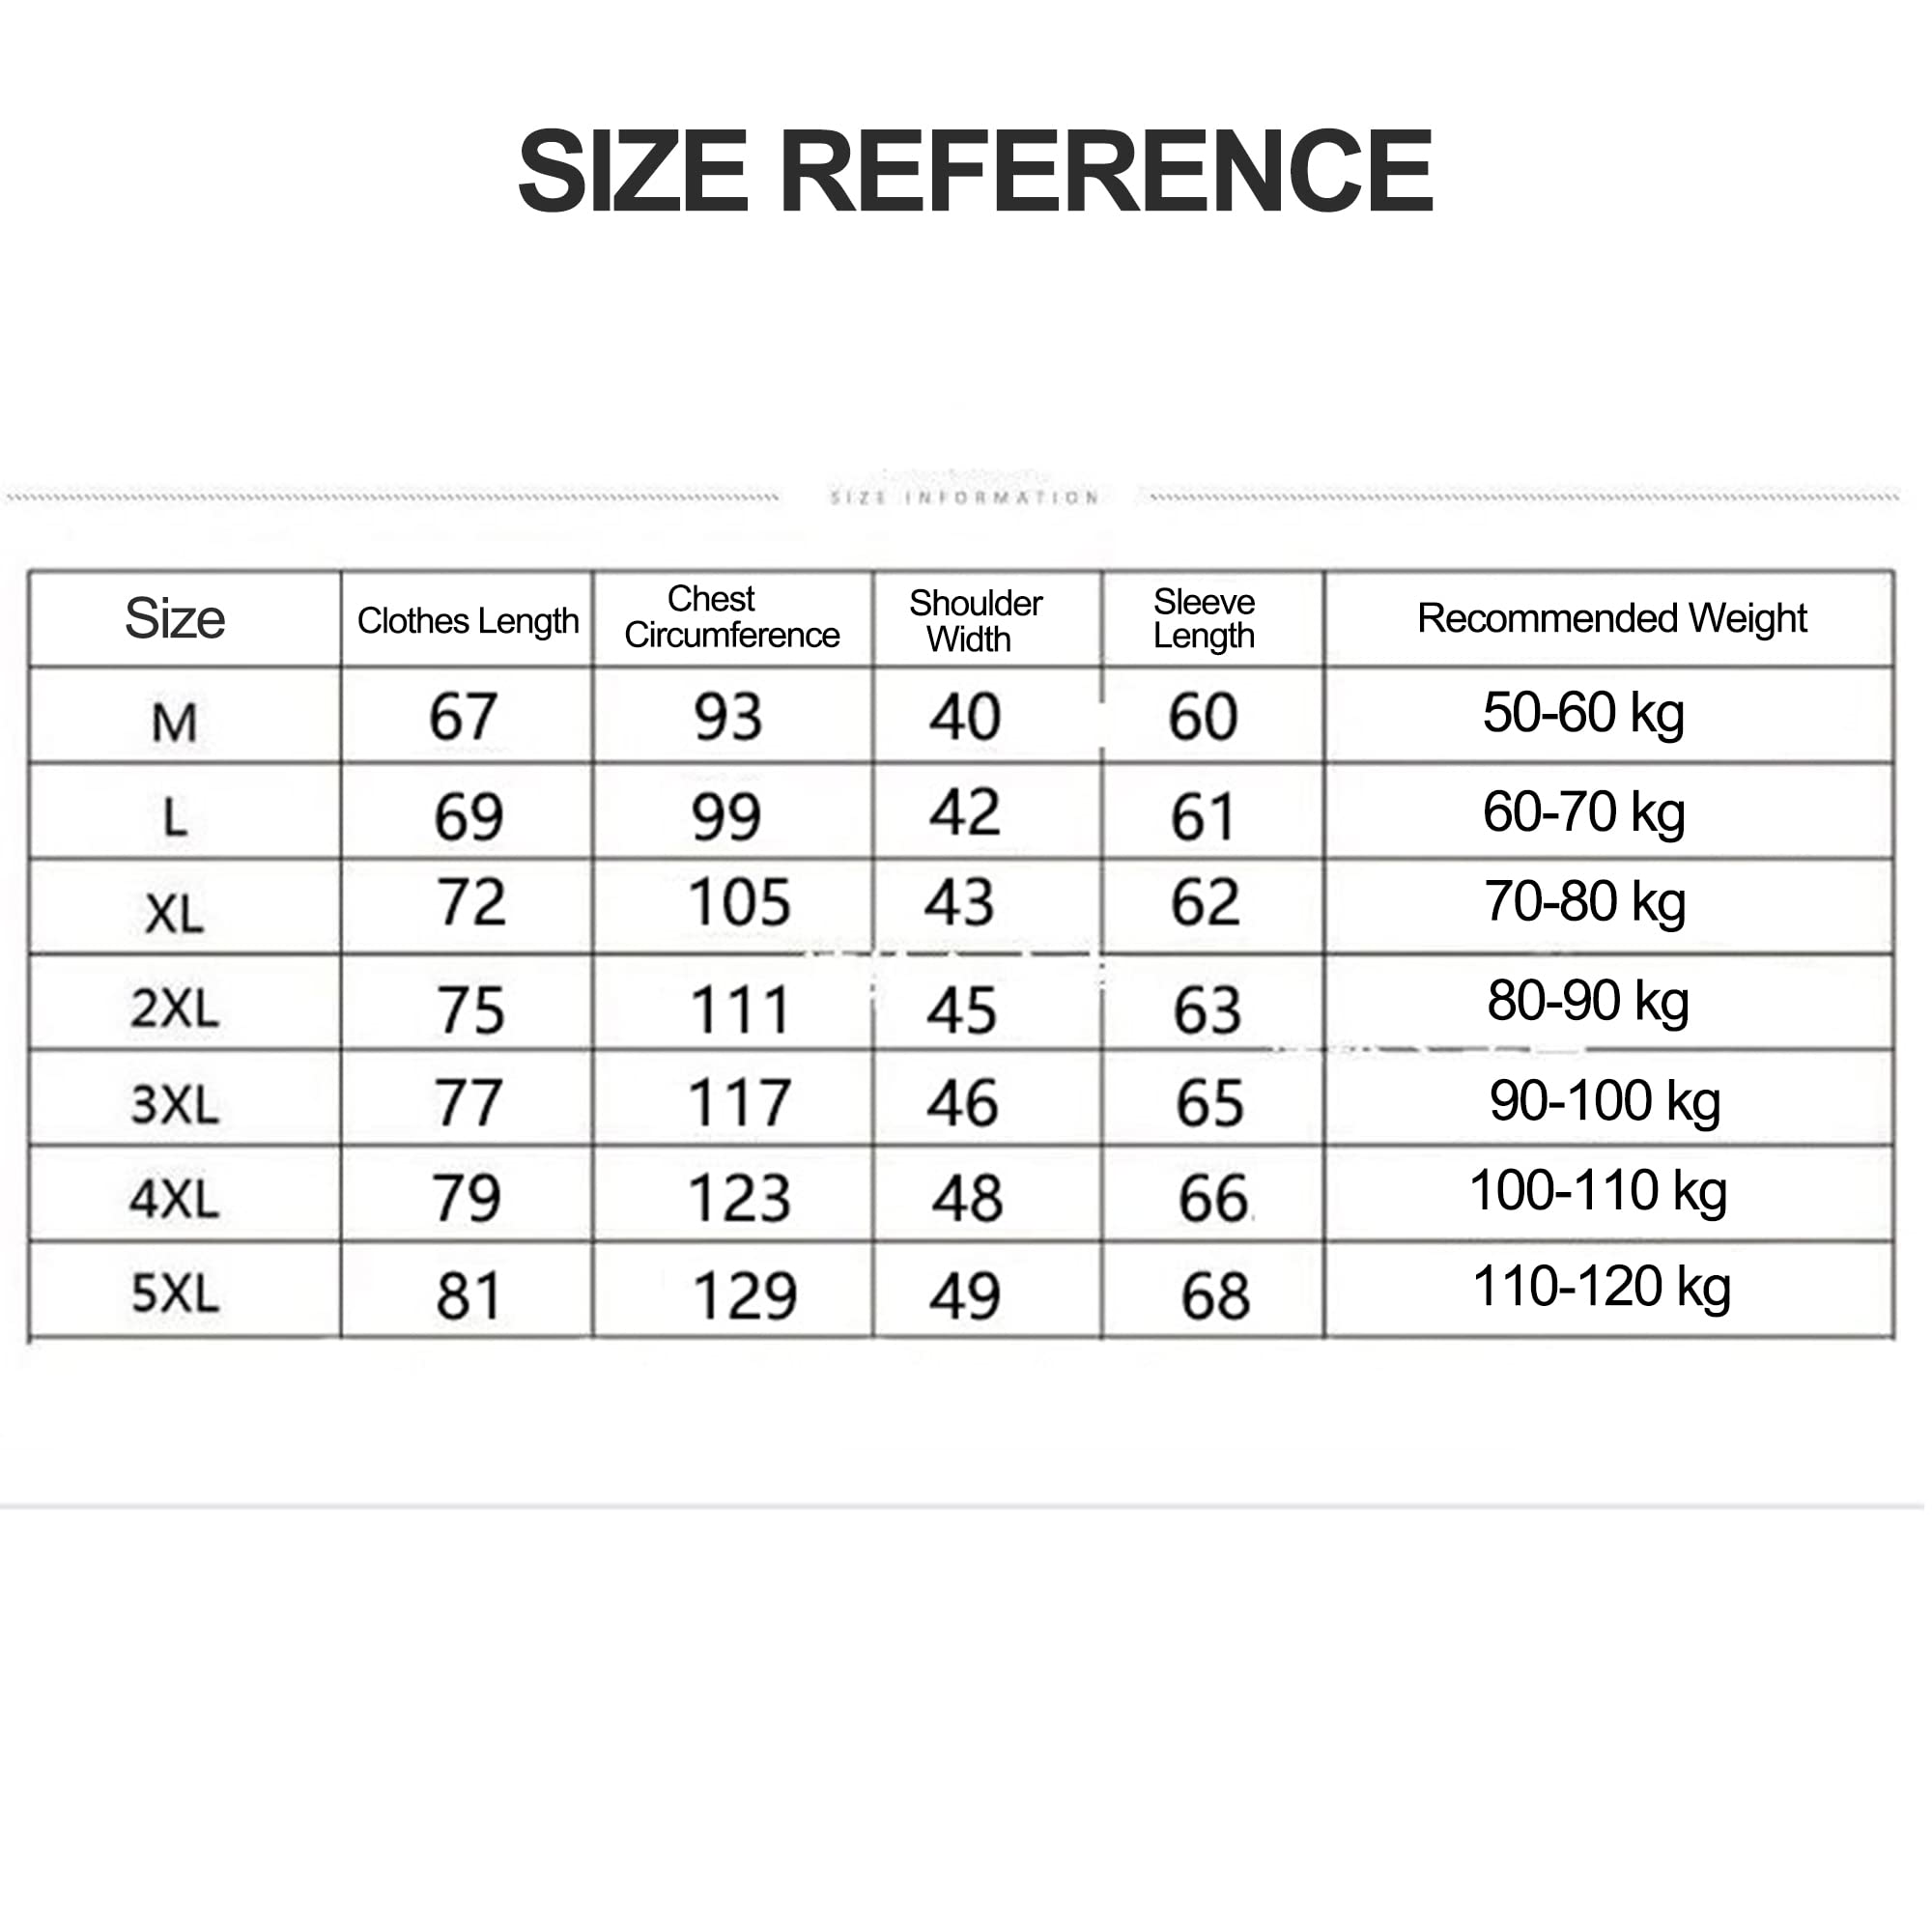 SIZE REFERENCE
SIZE INFORMATION
Size Clothes Length Chest Circumference Shoulder Width Sleeve Length Recommended Weight
M 67 93 40 60 50-60 kg
L 69 99 42 61 60-70 kg
XL 72 105 43 62 70-80 kg
2XL 75 111 45 63 80-90 kg
3XL 77 117 46 65 90-100 kg
4XL 79 123 48 66 100-110 kg
5XL 81 129 49 68 110-120 kg